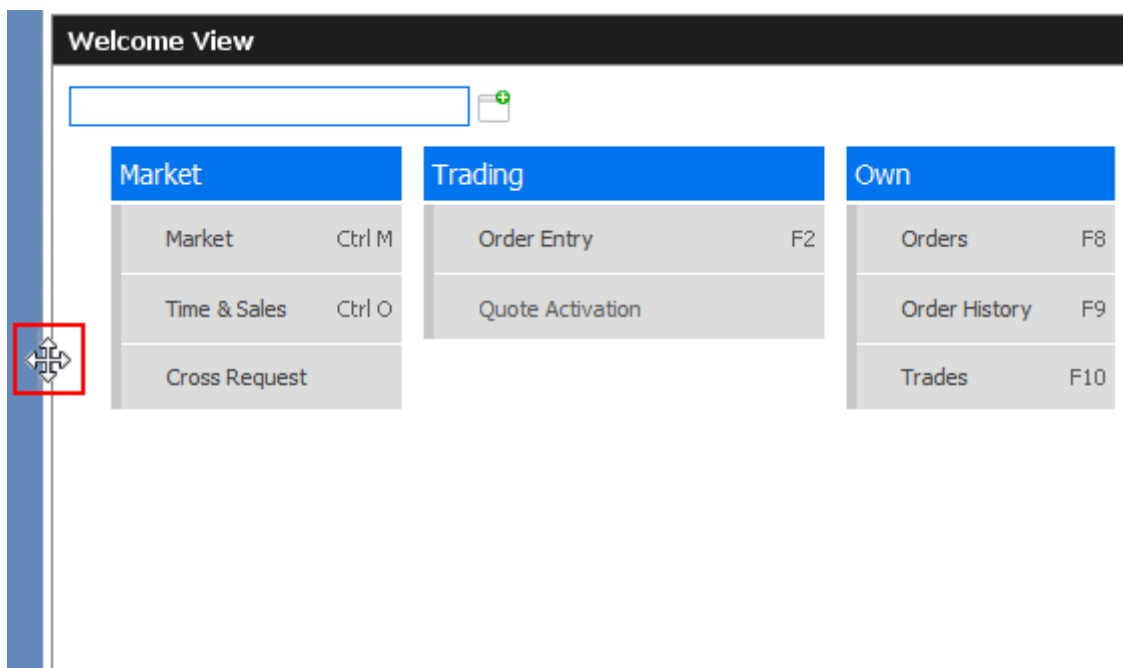 Welcome View
Market
Trading
Own
Market Ctrl M
Order Entry F2
Orders F8
Time & Sales Ctrl O
Quote Activation
Order History F9
Cross Request
Trades F10